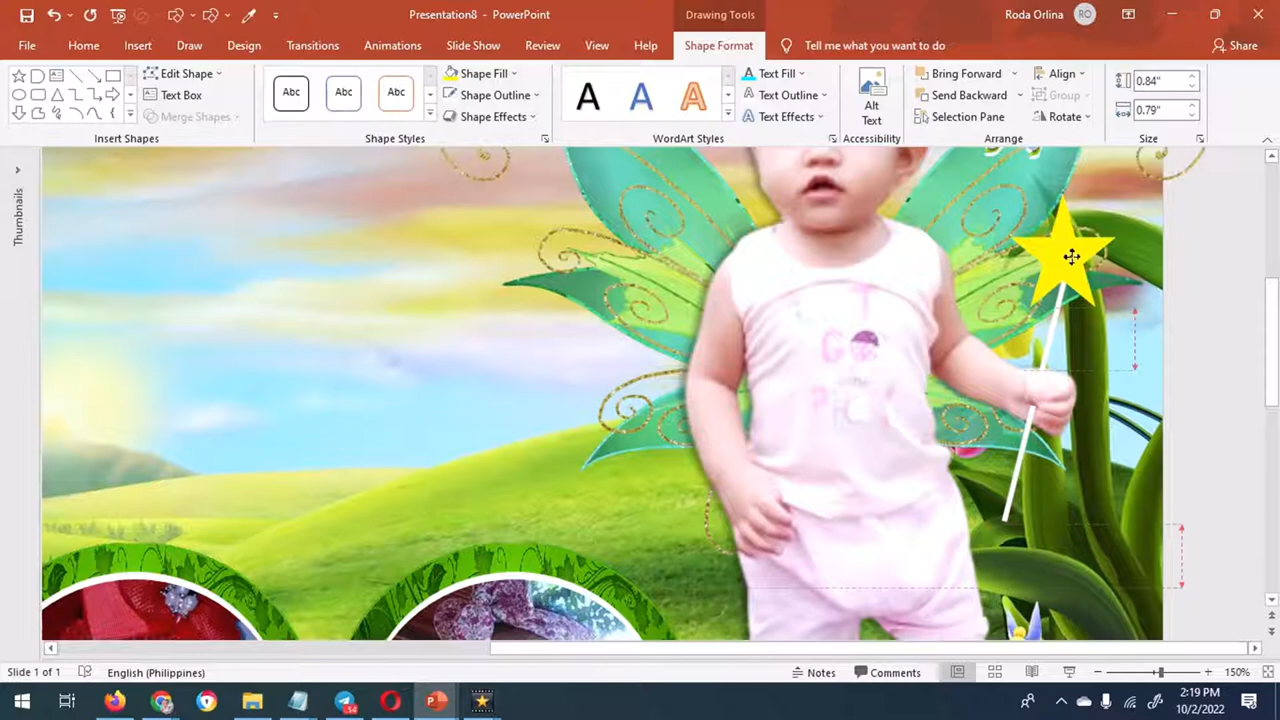 Presentation8 - PowerPoint
Drawing Tools
Roda Orlina
RO
File
Home
Insert
Draw
Design
Transitions
Animations
Slide Show
Review
View
Help
Shape Format
Tell me what you want to do
Share
Edit Shape
Text Box
Merge Shapes
Insert Shapes
Abc
Abc
Abc
Shape Fill
Shape Outline
Shape Effects
Shape Styles
A
A
A
Text Fill
Text Outline
Text Effects
WordArt Styles
Alt
Text
Accessibility
Bring Forward
Send Backward
Selection Pane
Align
Group
Rotate
Arrange
0.84"
0.79"
Size
Thumbnails
Slide 1 of 1
English (Philippines)
Notes
Comments
150%
2:19 PM
10/2/2022